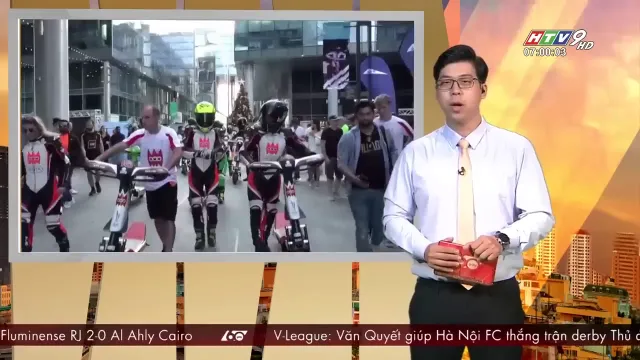 HTV9 HD
07:00:03
Fluminense RJ 2-0 Al Ahly Cairo 60 V-League: Văn Quyết giúp Hà Nội FC thắng trận derby Thủ đ